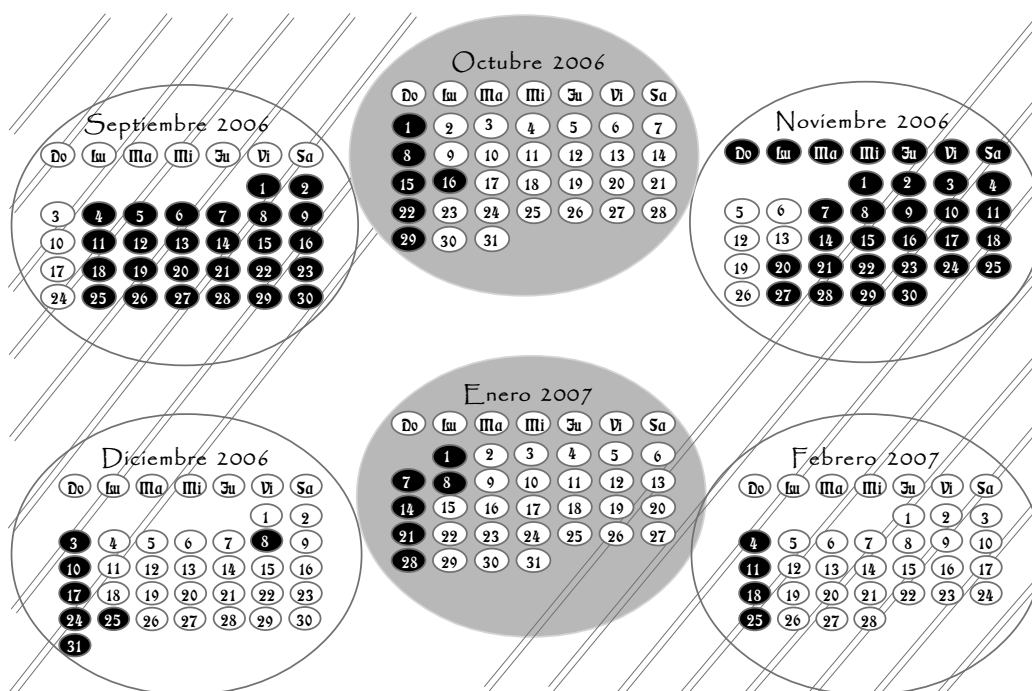 Septiembre 2006
Do Lu Ma Mi Ju Vi Sa
1 2
3 4 5 6 7 8 9
10 11 12 13 14 15 16
17 18 19 20 21 22 23
24 25 26 27 28 29 30
Octubre 2006
Do Lu Ma Mi Ju Vi Sa
1 2 3 4 5 6 7
8 9 10 11 12 13 14
15 16 17 18 19 20 21
22 23 24 25 26 27 28
29 30 31
Noviembre 2006
Do Lu Ma Mi Ju Vi Sa
1 2 3 4
5 6 7 8 9 10 11
12 13 14 15 16 17 18
19 20 21 22 23 24 25
26 27 28 29 30
Diciembre 2006
Do Lu Ma Mi Ju Vi Sa
1 2
3 4 5 6 7 8 9
10 11 12 13 14 15 16
17 18 19 20 21 22 23
24 25 26 27 28 29 30
31
Enero 2007
Do Lu Ma Mi Ju Vi Sa
1 2 3 4 5 6
7 8 9 10 11 12 13
14 15 16 17 18 19 20
21 22 23 24 25 26 27
28 29 30 31
Febrero 2007
Do Lu Ma Mi Ju Vi Sa
1 2 3
4 5 6 7 8 9 10
11 12 13 14 15 16 17
18 19 20 21 22 23 24
25 26 27 28